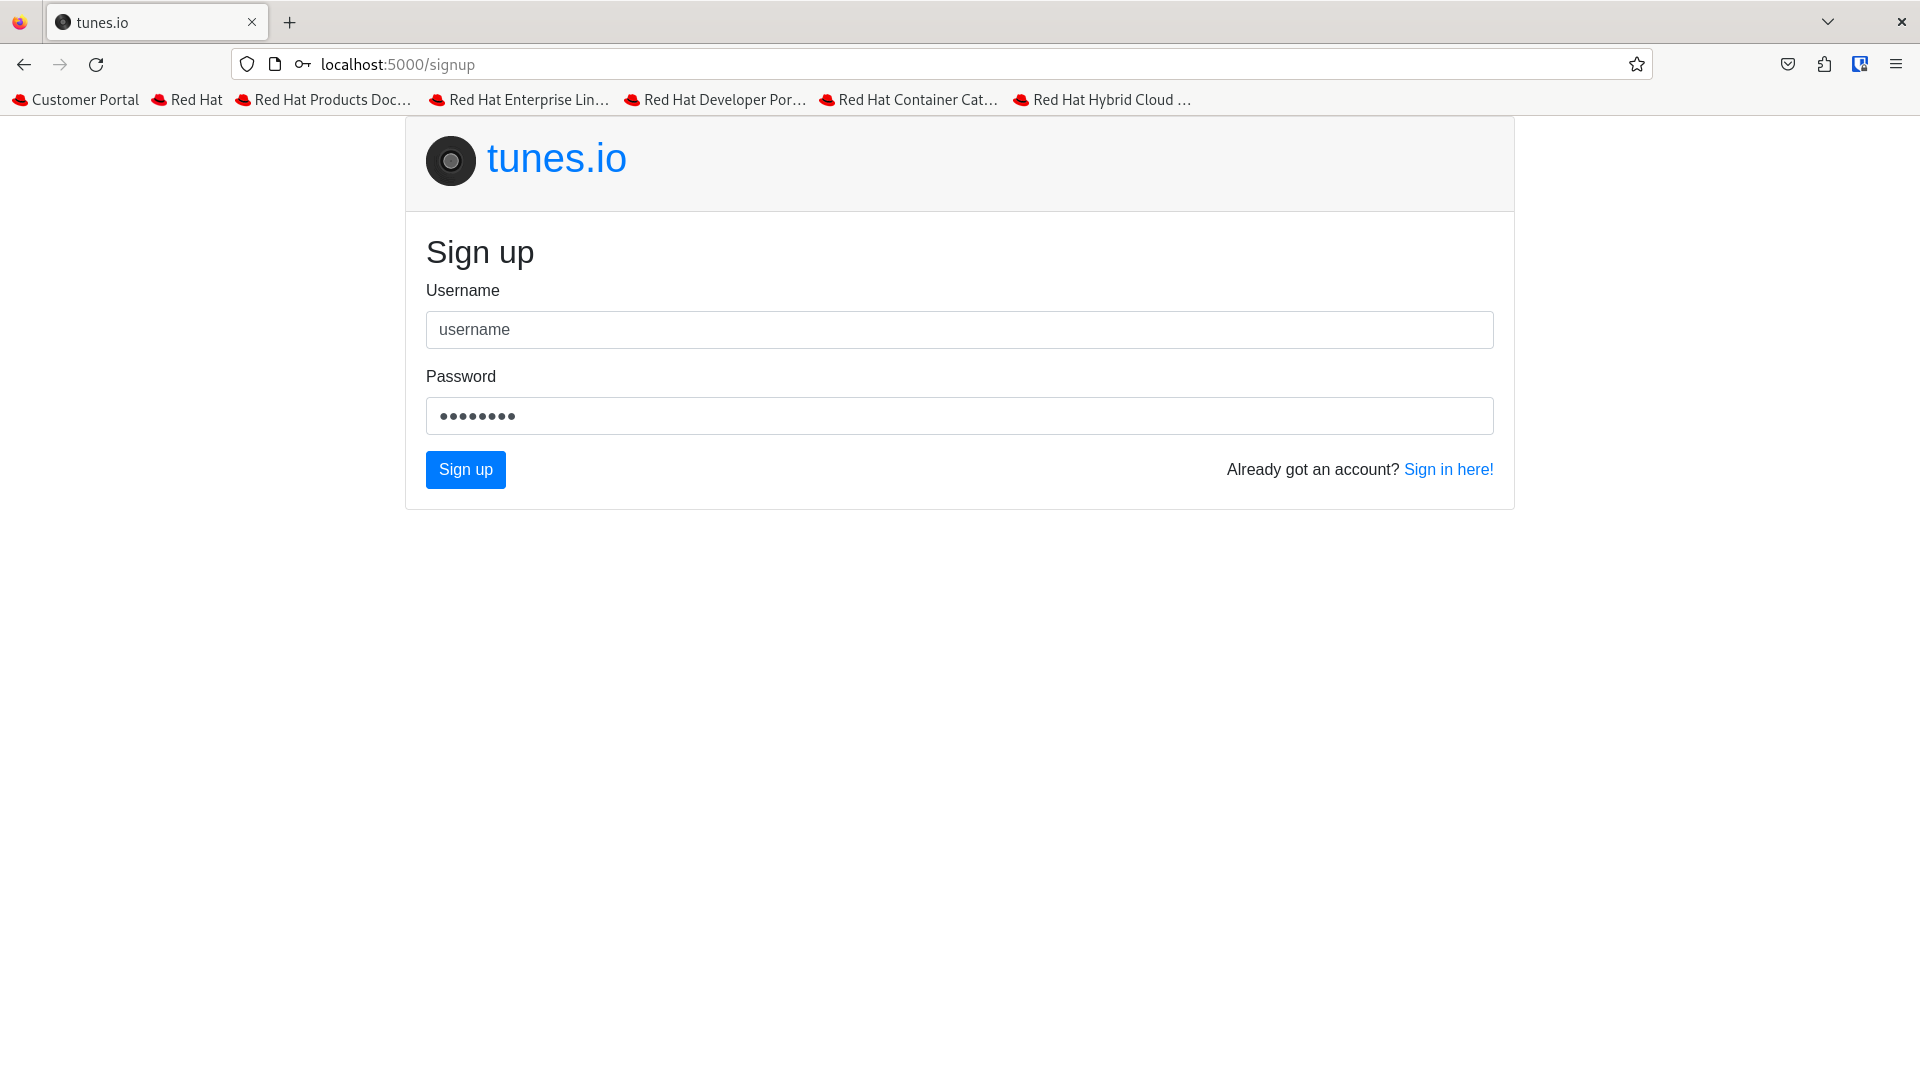 tunes.io
localhost:5000/signup
Customer Portal Red Hat Red Hat Products Doc… Red Hat Enterprise Lin… Red Hat Developer Por… Red Hat Container Cat… Red Hat Hybrid Cloud …
tunes.io
Sign up
Username
username
Password
●●●●●●●●
Sign up Already got an account? Sign in here!